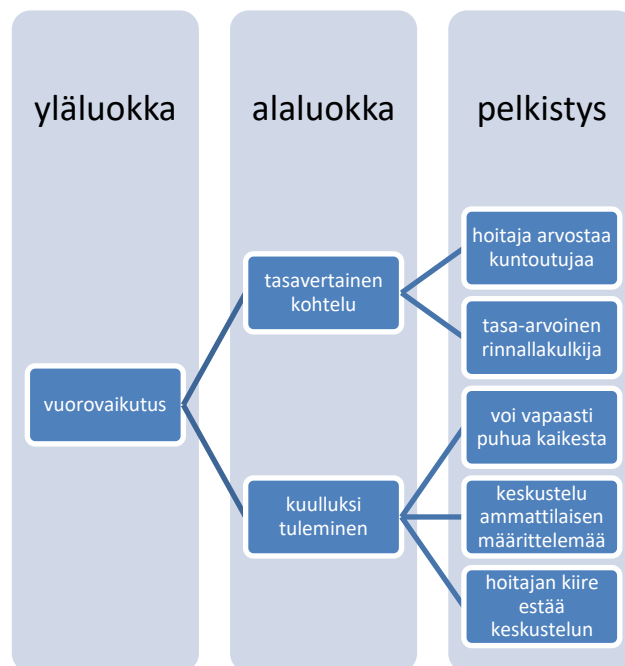 yläluokka
alaluokka
pelkistys
vuorovaikutus
tasavertainen
kohtelu
kuulluksi
tuleminen
hoitaja arvostaa
kuntoutujaa
tasa-arvoinen
rinnallakulkija
voi vapaasti
puhua kaikesta
keskustelu
ammattilaisen
määrittelemää
hoitajan kiire
estää
keskustelun